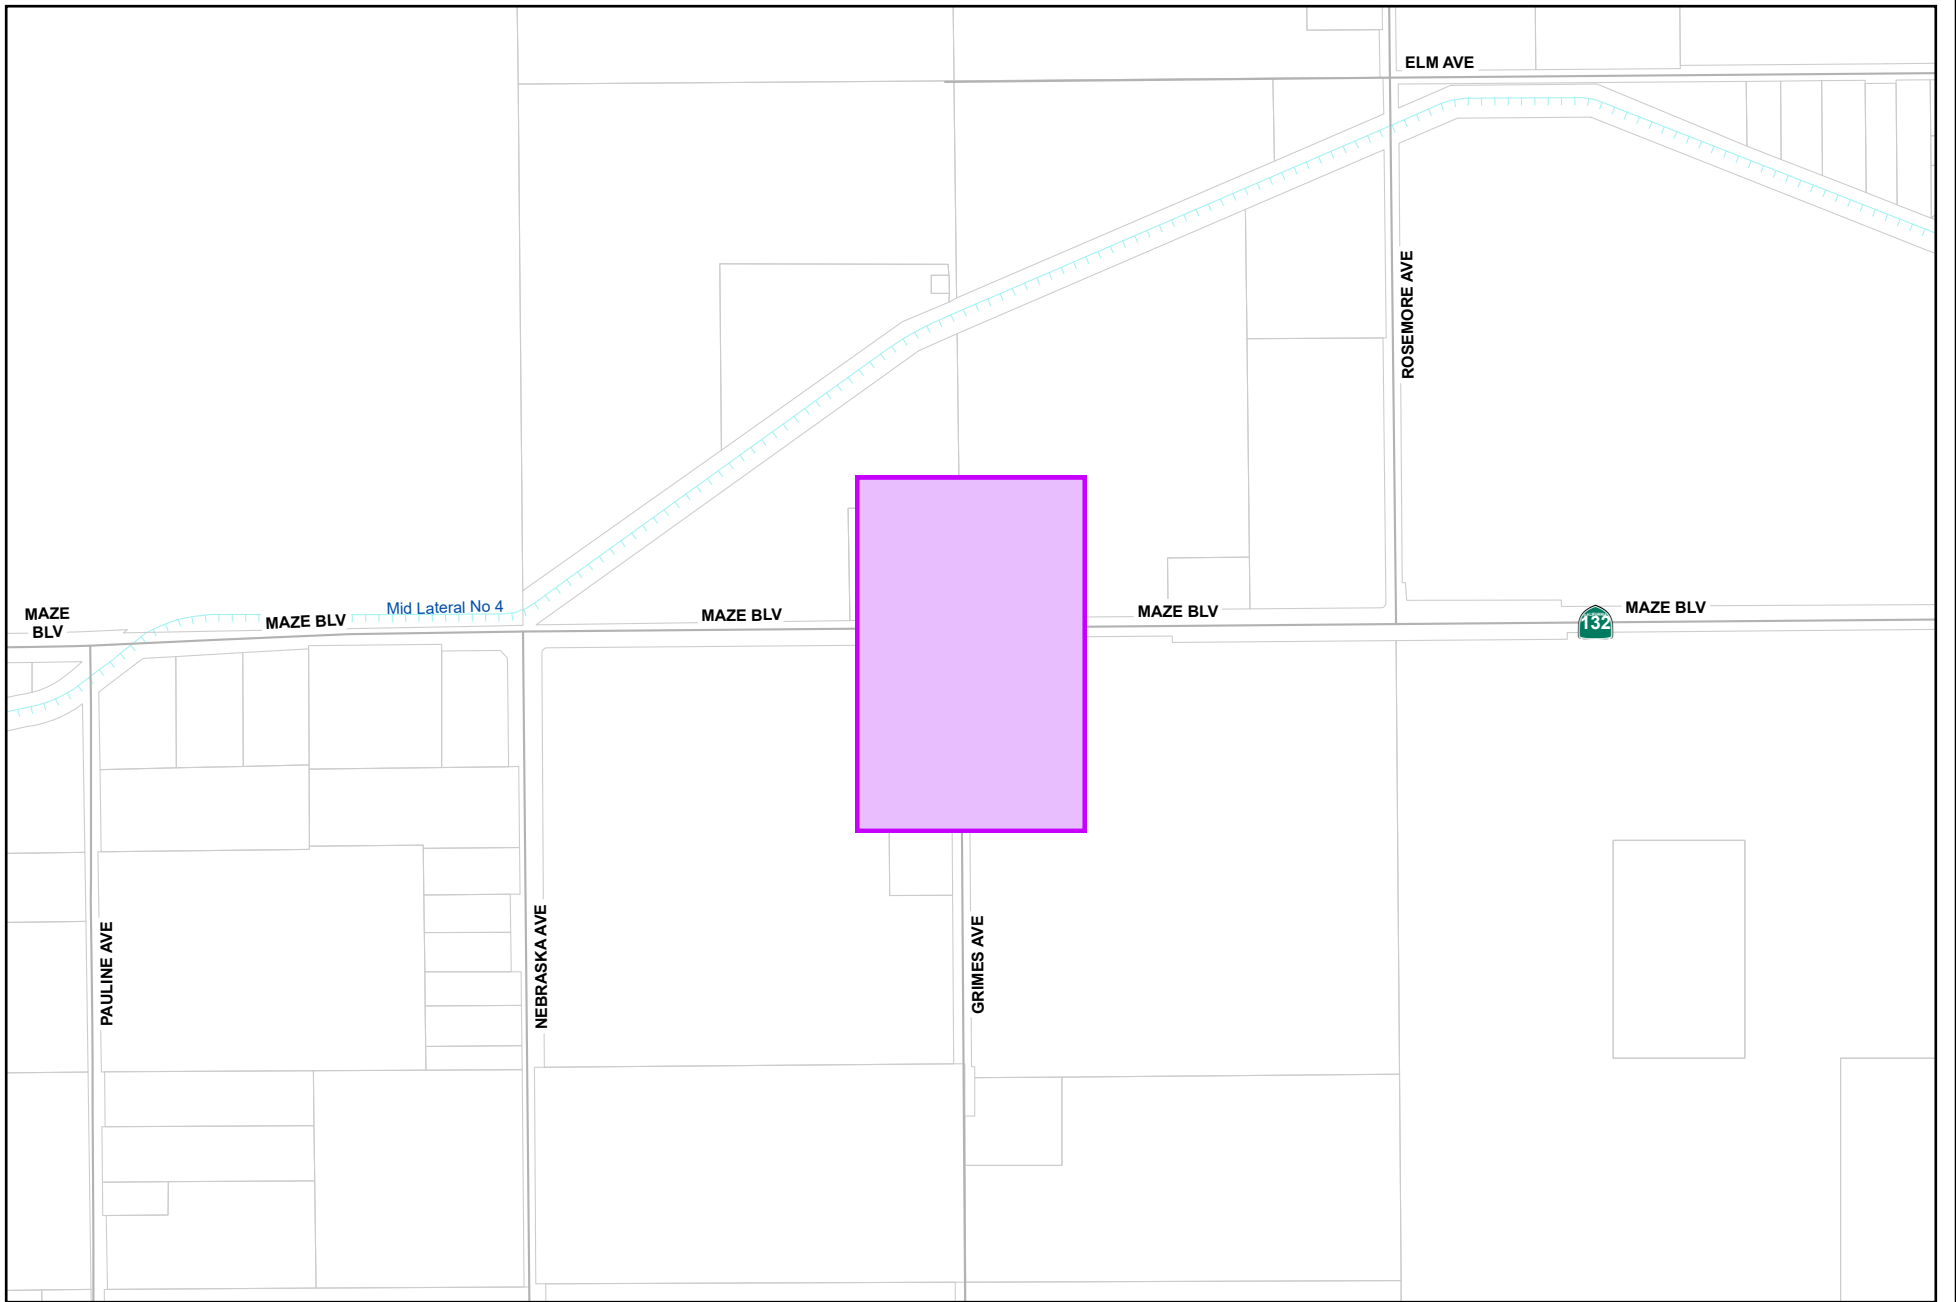 ELM AVE
ROSEMORE AVE
Mid Lateral No 4
MAZE
BLV
MAZE BLV
MAZE BLV
MAZE BLV
MAZE BLV
132
PAULINE AVE
NEBRASKA AVE
GRIMES AVE